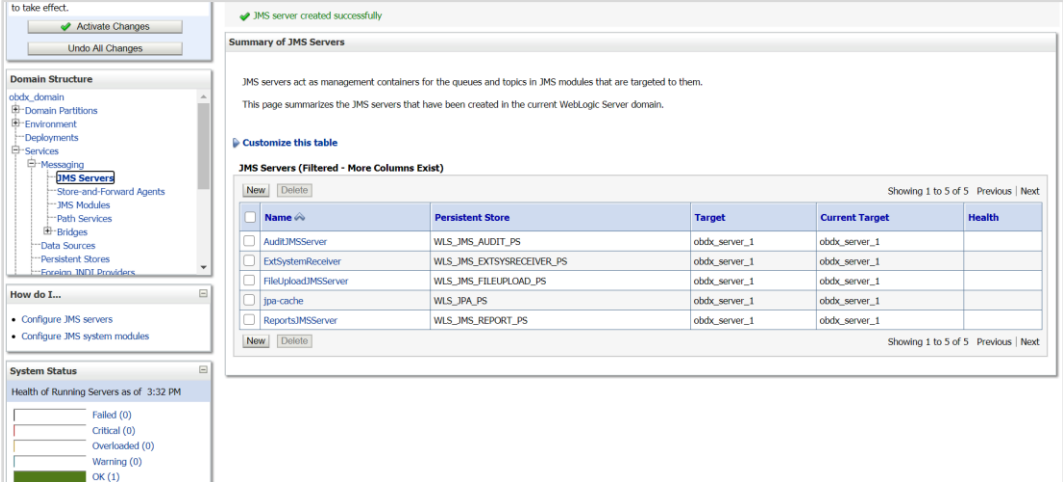 to take effect.
Activate Changes
Undo All Changes
Domain Structure
obdx_domain
Domain Partitions
Environment
Deployments
Services
Messaging
JMS Servers
Store-and-Forward Agents
JMS Modules
Path Services
Bridges
Data Sources
Persistent Stores
Foreign JNDI Providers
How do I...
Configure JMS servers
Configure JMS system modules
System Status
Health of Running Servers as of 3:32 PM
Failed (0)
Critical (0)
Overloaded (0)
Warning (0)
OK (1)
JMS server created successfully
Summary of JMS Servers
JMS servers act as management containers for the queues and topics in JMS modules that are targeted to them.
This page summarizes the JMS servers that have been created in the current WebLogic Server domain.
Customize this table
JMS Servers (Filtered - More Columns Exist)
New Delete Showing 1 to 5 of 5 Previous | Next
Name Persistent Store Target Current Target Health
AuditJMSServer WLS_JMS_AUDIT_PS obdx_server_1 obdx_server_1
ExtSystemReceiver WLS_JMS_EXTSYSRECEIVER_PS obdx_server_1 obdx_server_1
FileUploadJMSServer WLS_JMS_FILEUPLOAD_PS obdx_server_1 obdx_server_1
jpa-cache WLS_JPA_PS obdx_server_1 obdx_server_1
ReportsJMSServer WLS_JMS_REPORT_PS obdx_server_1 obdx_server_1
New Delete Showing 1 to 5 of 5 Previous | Next